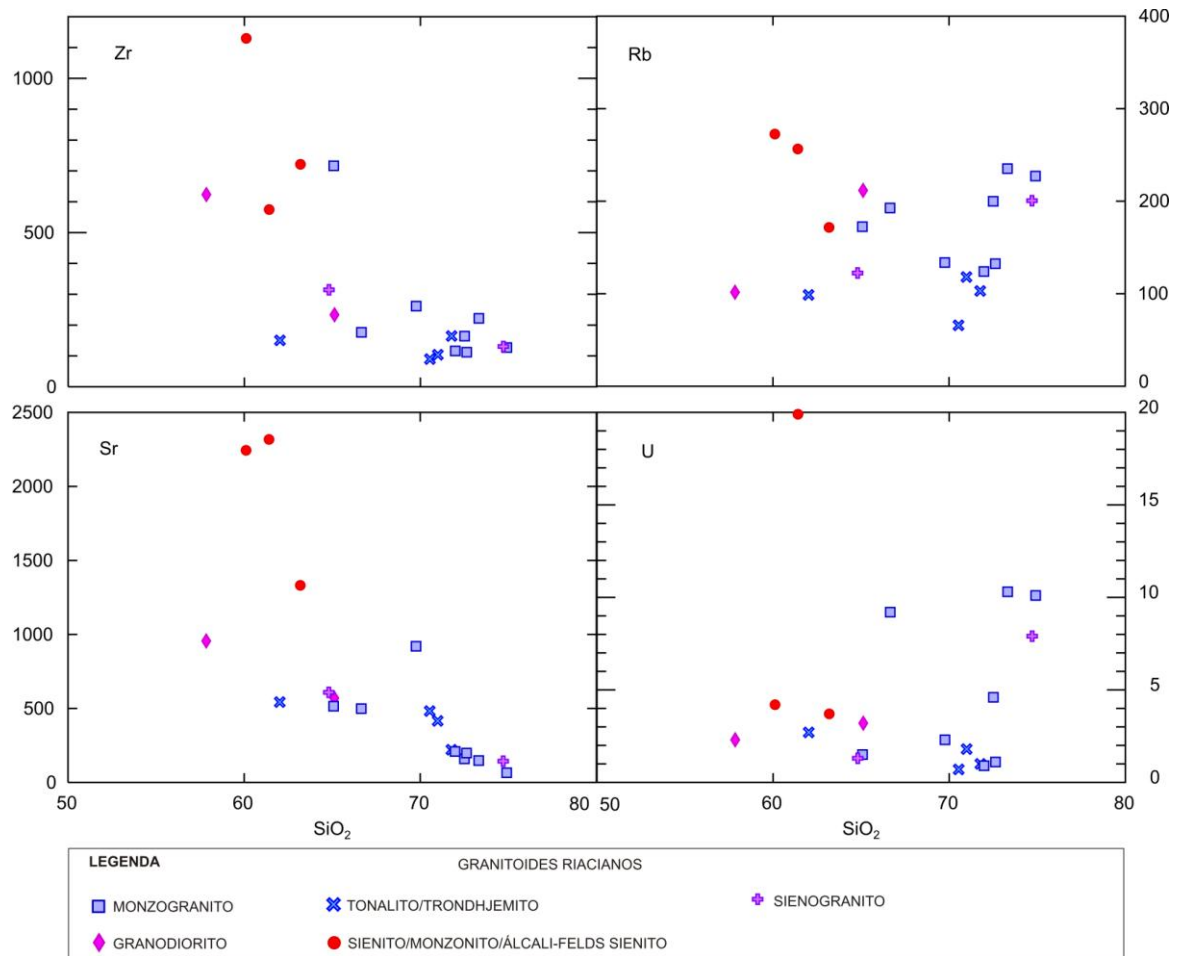 Zr
1000
500
0
Rb
400
300
200
100
0
Sr
2500
2000
1500
1000
500
0
U
20
15
10
5
0
50 60 70 80
SiO2
50 60 70 80
SiO2
LEGENDA
GRANITOIDES RIACIANOS
MONZOGRANITO
TONALITO/TRONDHJEMITO
SIENOGRANITO
GRANODIORITO
SIENITO/MONZONITO/ÁLCALI-FELDS SIENITO